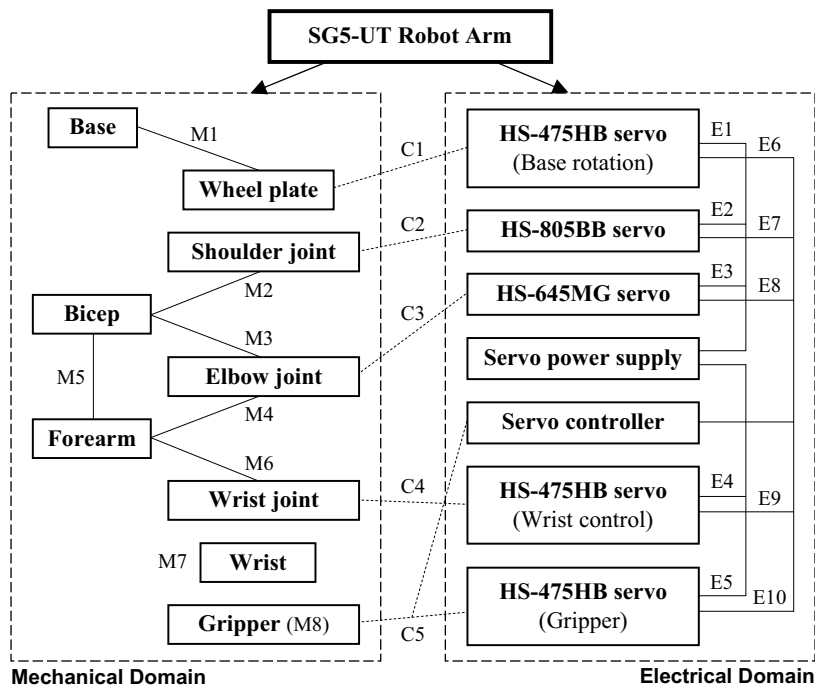 SG5-UT Robot Arm
Base
M1
Wheel plate
Shoulder joint
M2
Bicep
M3
M5
Elbow joint
M4
Forearm
M6
Wrist joint
M7
Wrist
Gripper (M8)
Mechanical Domain
C1
C2
C3
C4
C5
HS-475HB servo
(Base rotation)
E1
E6
HS-805BB servo
E2
E7
HS-645MG servo
E3
E8
Servo power supply
Servo controller
HS-475HB servo
(Wrist control)
E4
E9
HS-475HB servo
(Gripper)
E5
E10
Electrical Domain